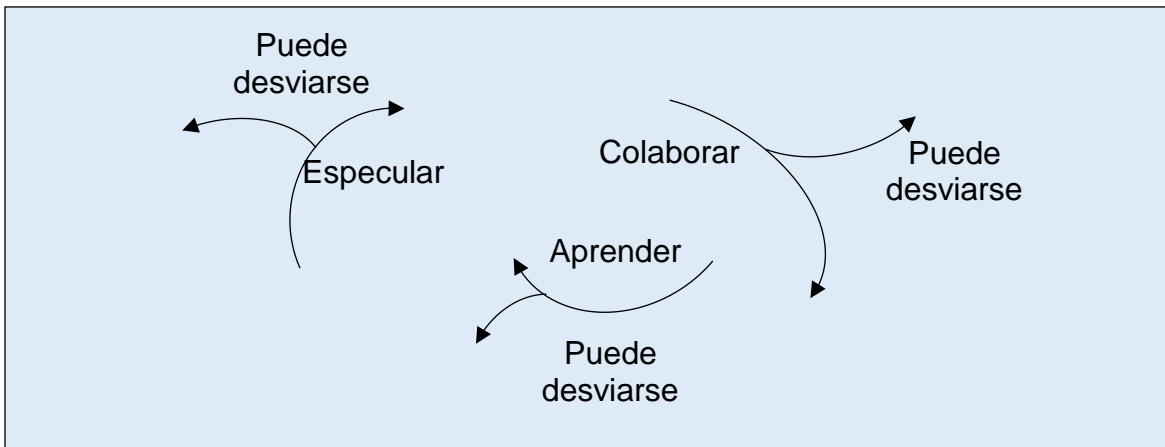 Puede
desviarse
Especular
Colaborar
Puede
desviarse
Aprender
Puede
desviarse